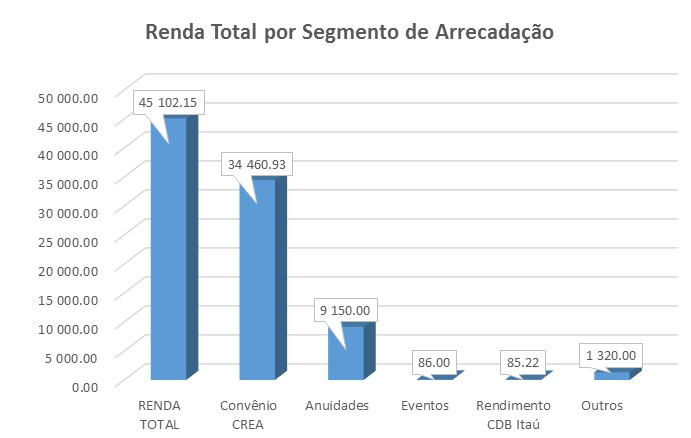 Renda Total por Segmento de Arrecadação
50 000.00
45 000.00
40 000.00
35 000.00
30 000.00
25 000.00
20 000.00
15 000.00
10 000.00
5 000.00
0.00
45 102.15
34 460.93
9 150.00
86.00
85.22
1 320.00
RENDA
TOTAL
Convênio
CREA
Anuidades
Eventos
Rendimento
CDB Itaú
Outros